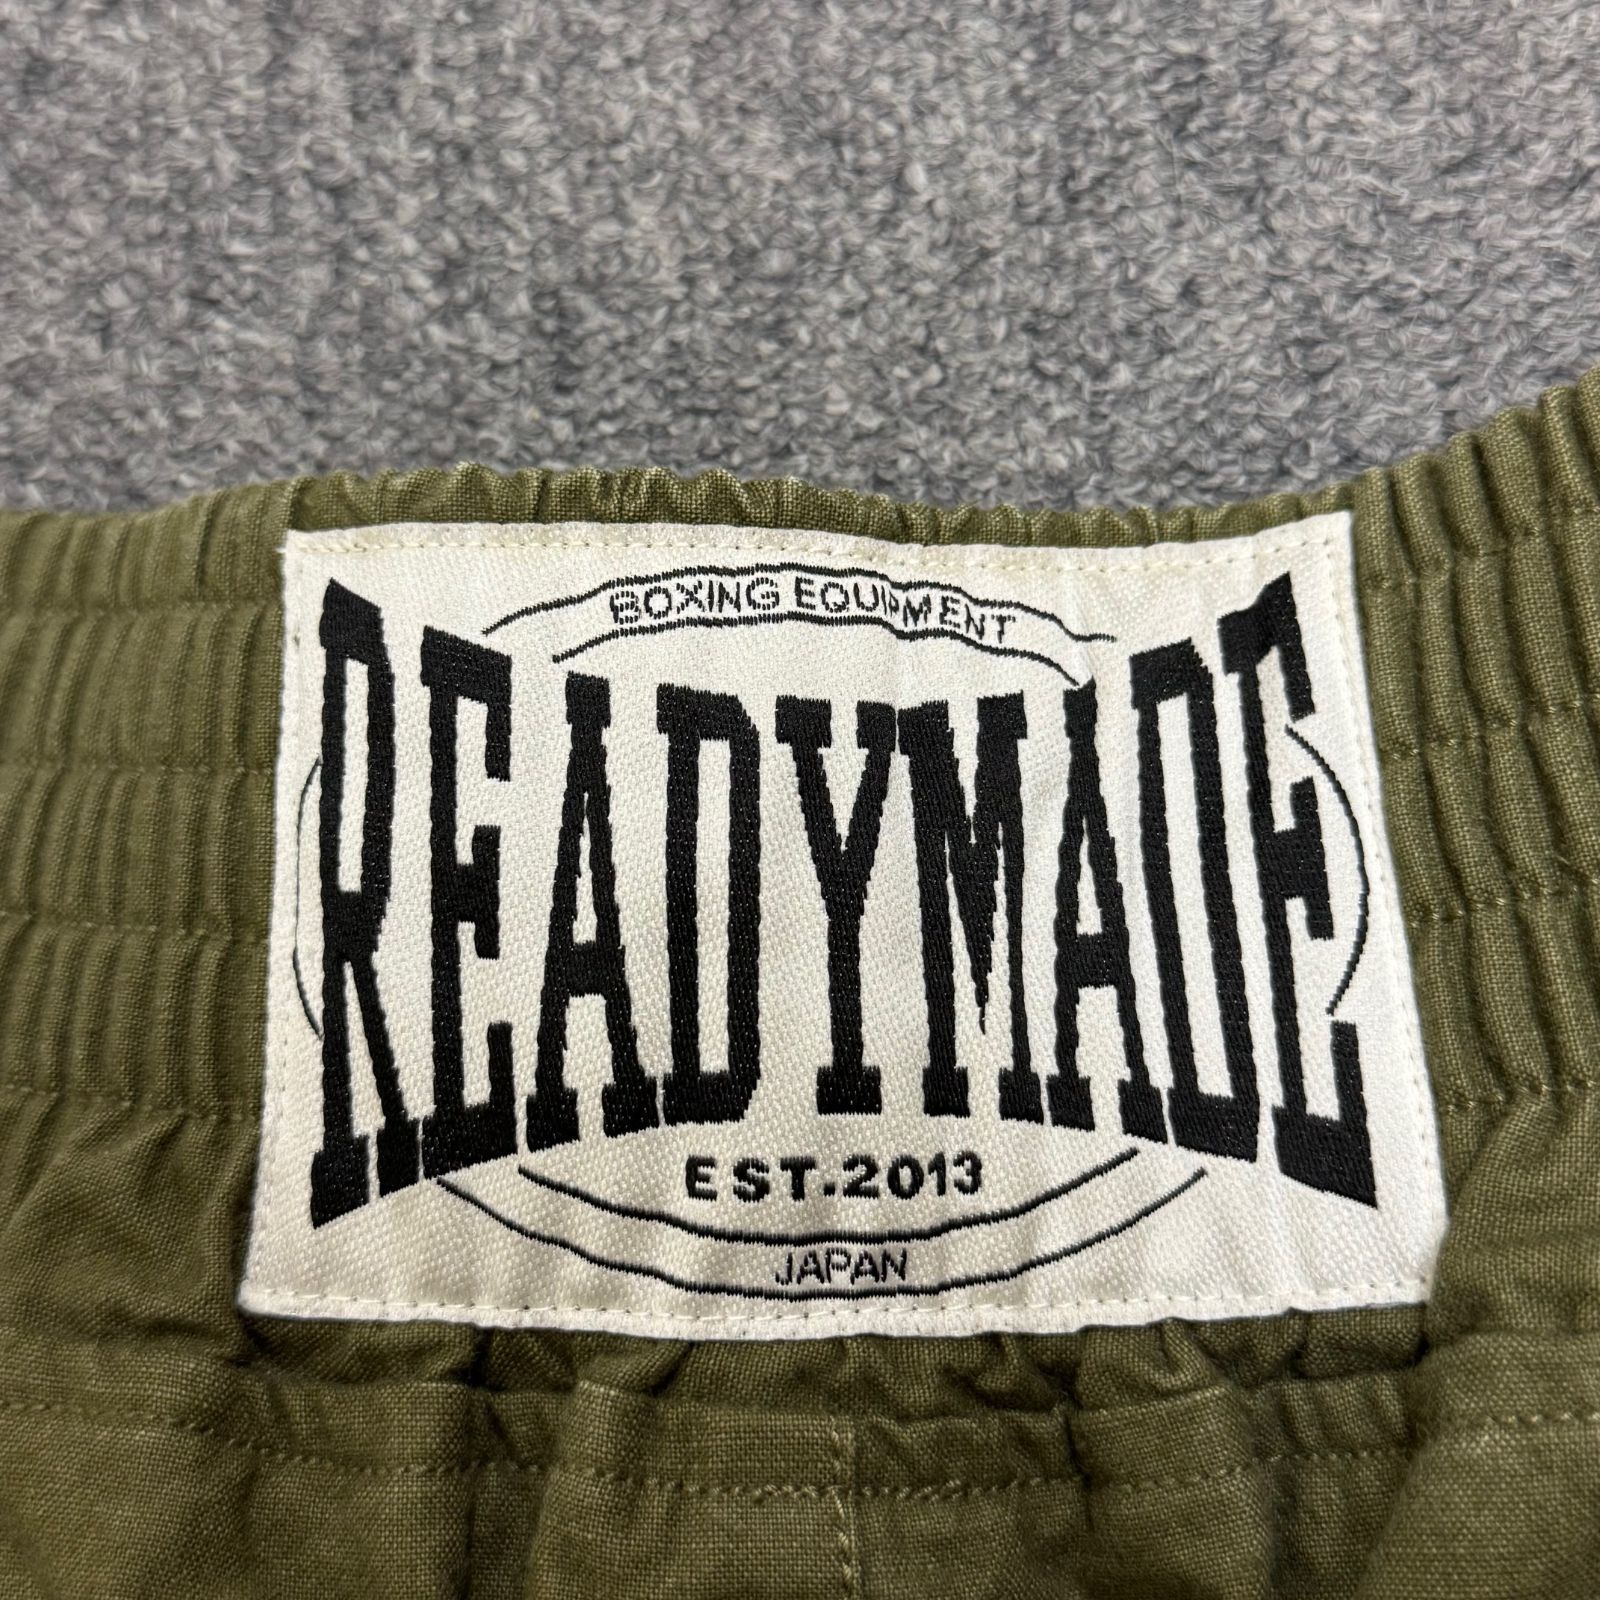 BOXING EQUIPMENT
READYMADE
EST.2013
JAPAN